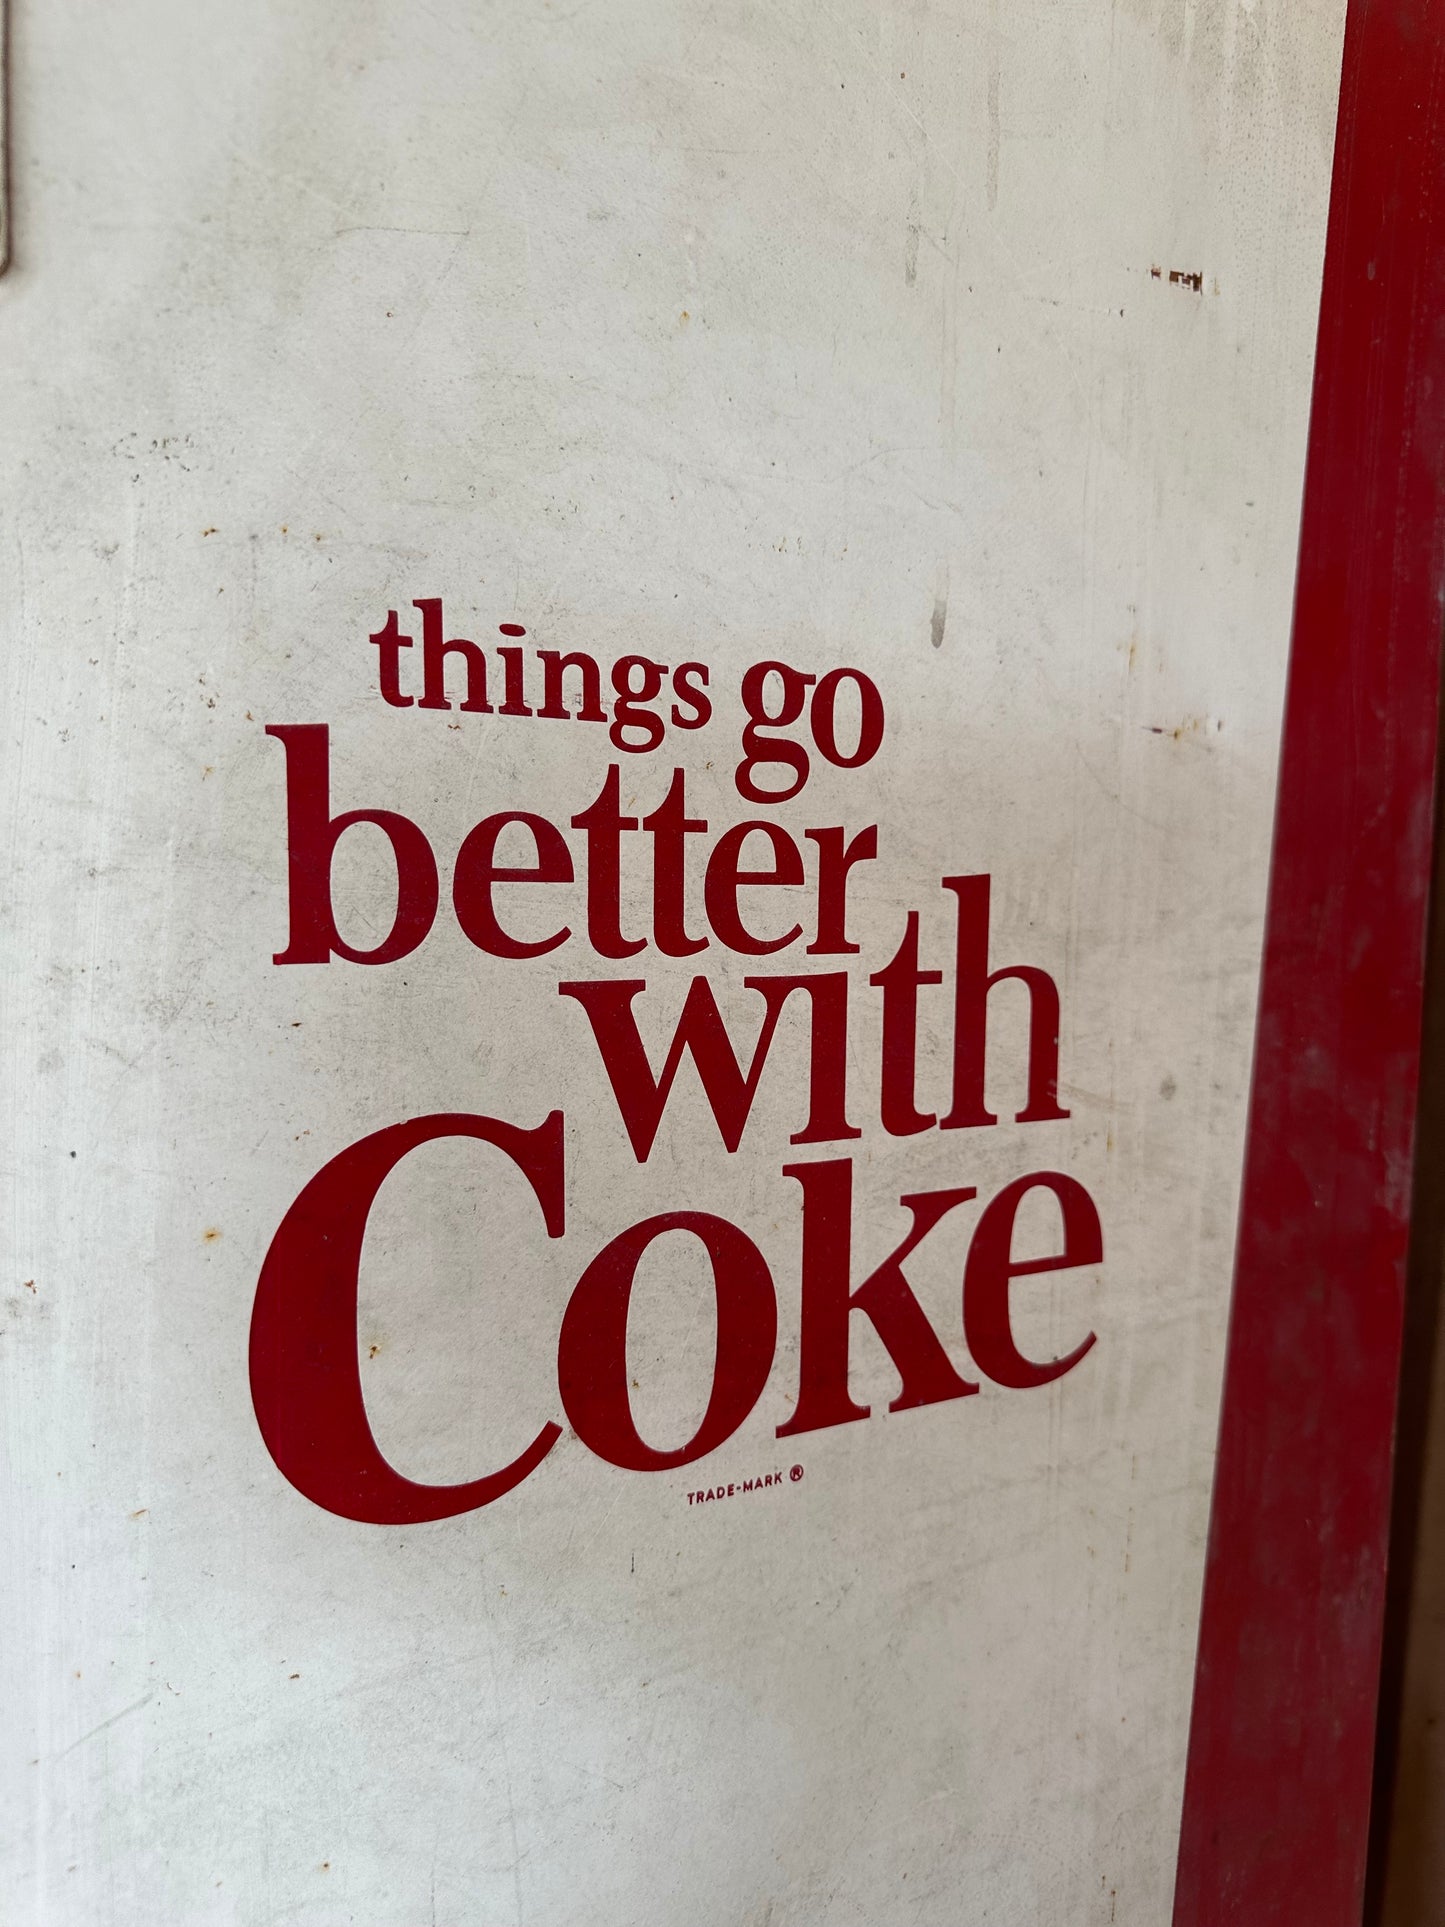 things go
better
with
Coke
TRADE-MARK ®